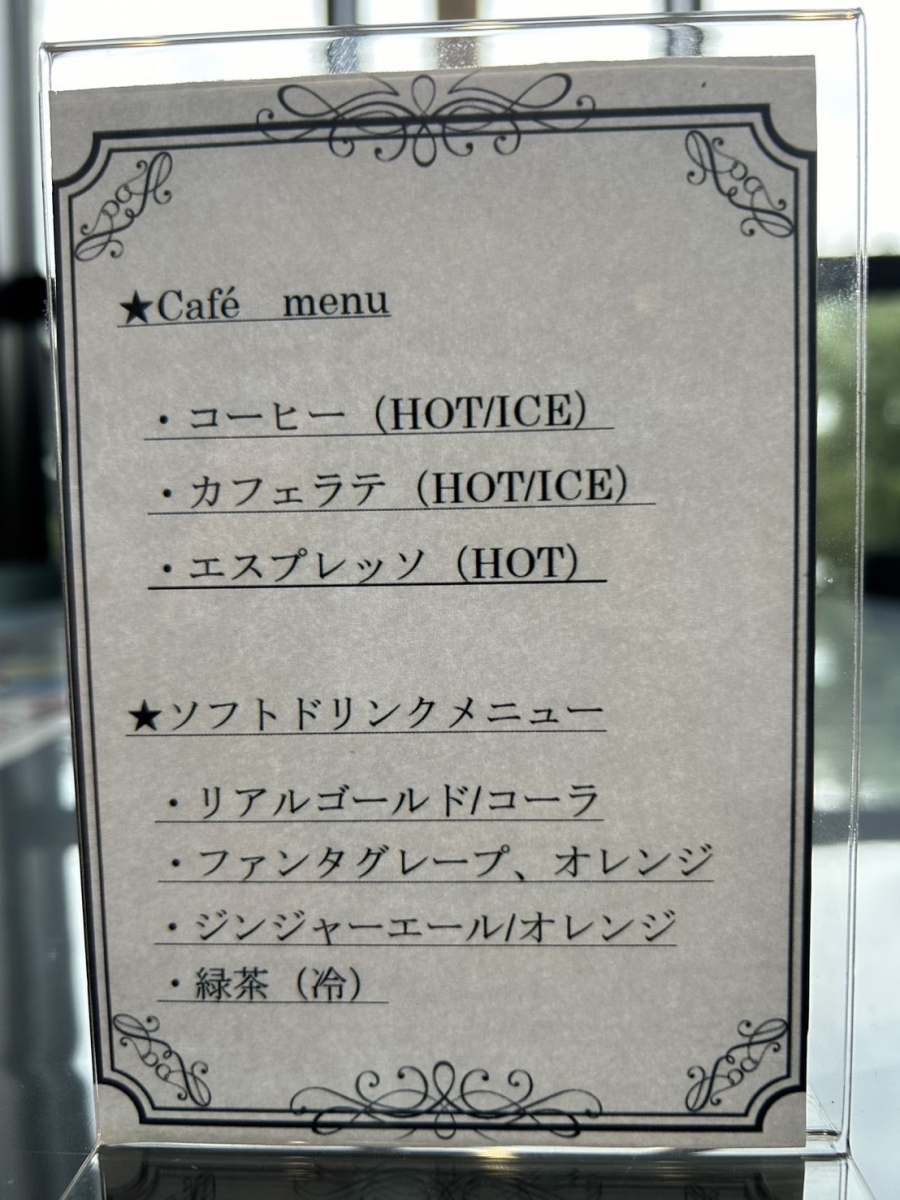 ★Café　menu
・コーヒー（HOT/ICE）
・カフェラテ（HOT/ICE）
・エスプレッソ（HOT）
★ソフトドリンクメニュー
・リアルゴールド/コーラ
・ファンタグレープ、オレンジ
・ジンジャーエール/オレンジ
・緑茶（冷）